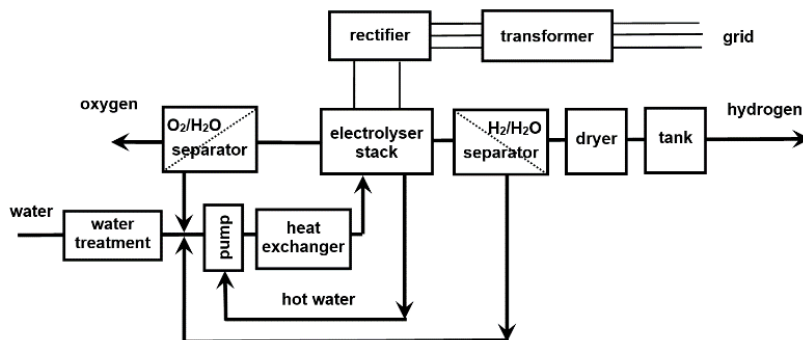 rectifier
transformer
grid
oxygen
O₂/H₂O
separator
electrolyser
stack
H₂/H₂O
separator
dryer
tank
hydrogen
water
water
treatment
pump
heat
exchanger
hot water